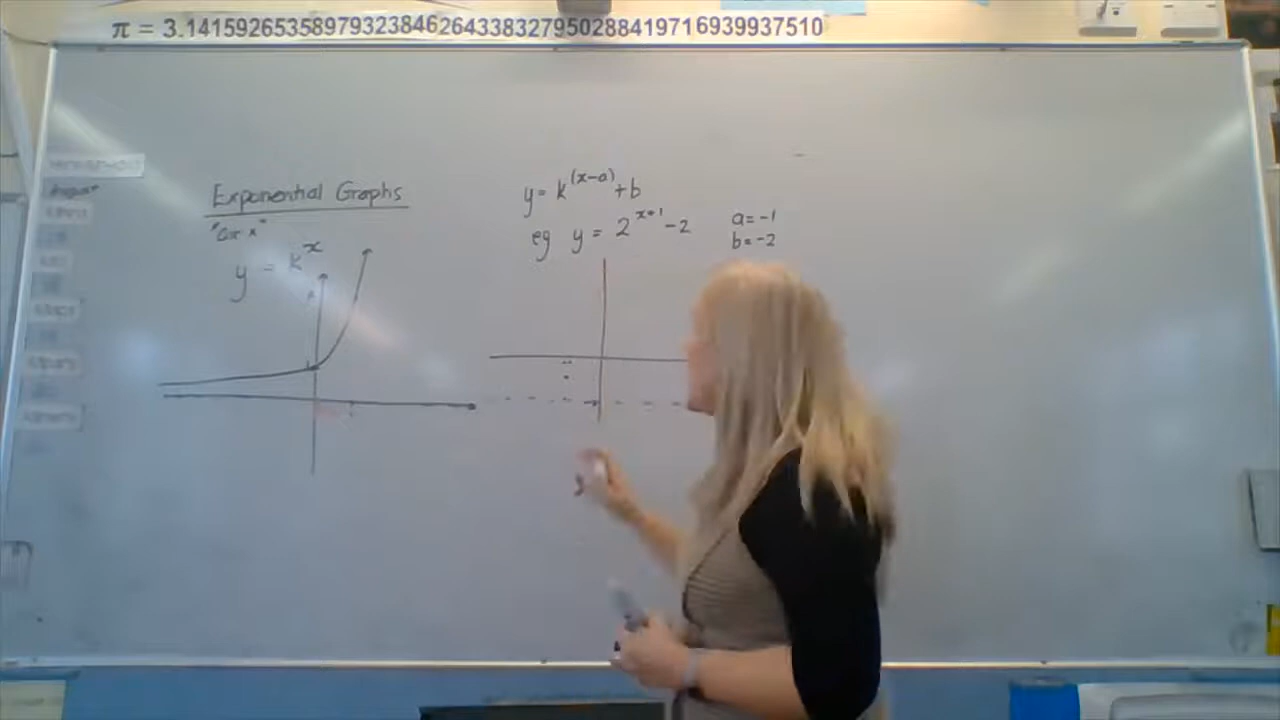 π = 3.14159265358979323846264338327950288419716939937510
Exponential Graphs
y = k^x
y = k^(x-a) + b
eg y = 2^x+1 - 2
a = -1
b = -2